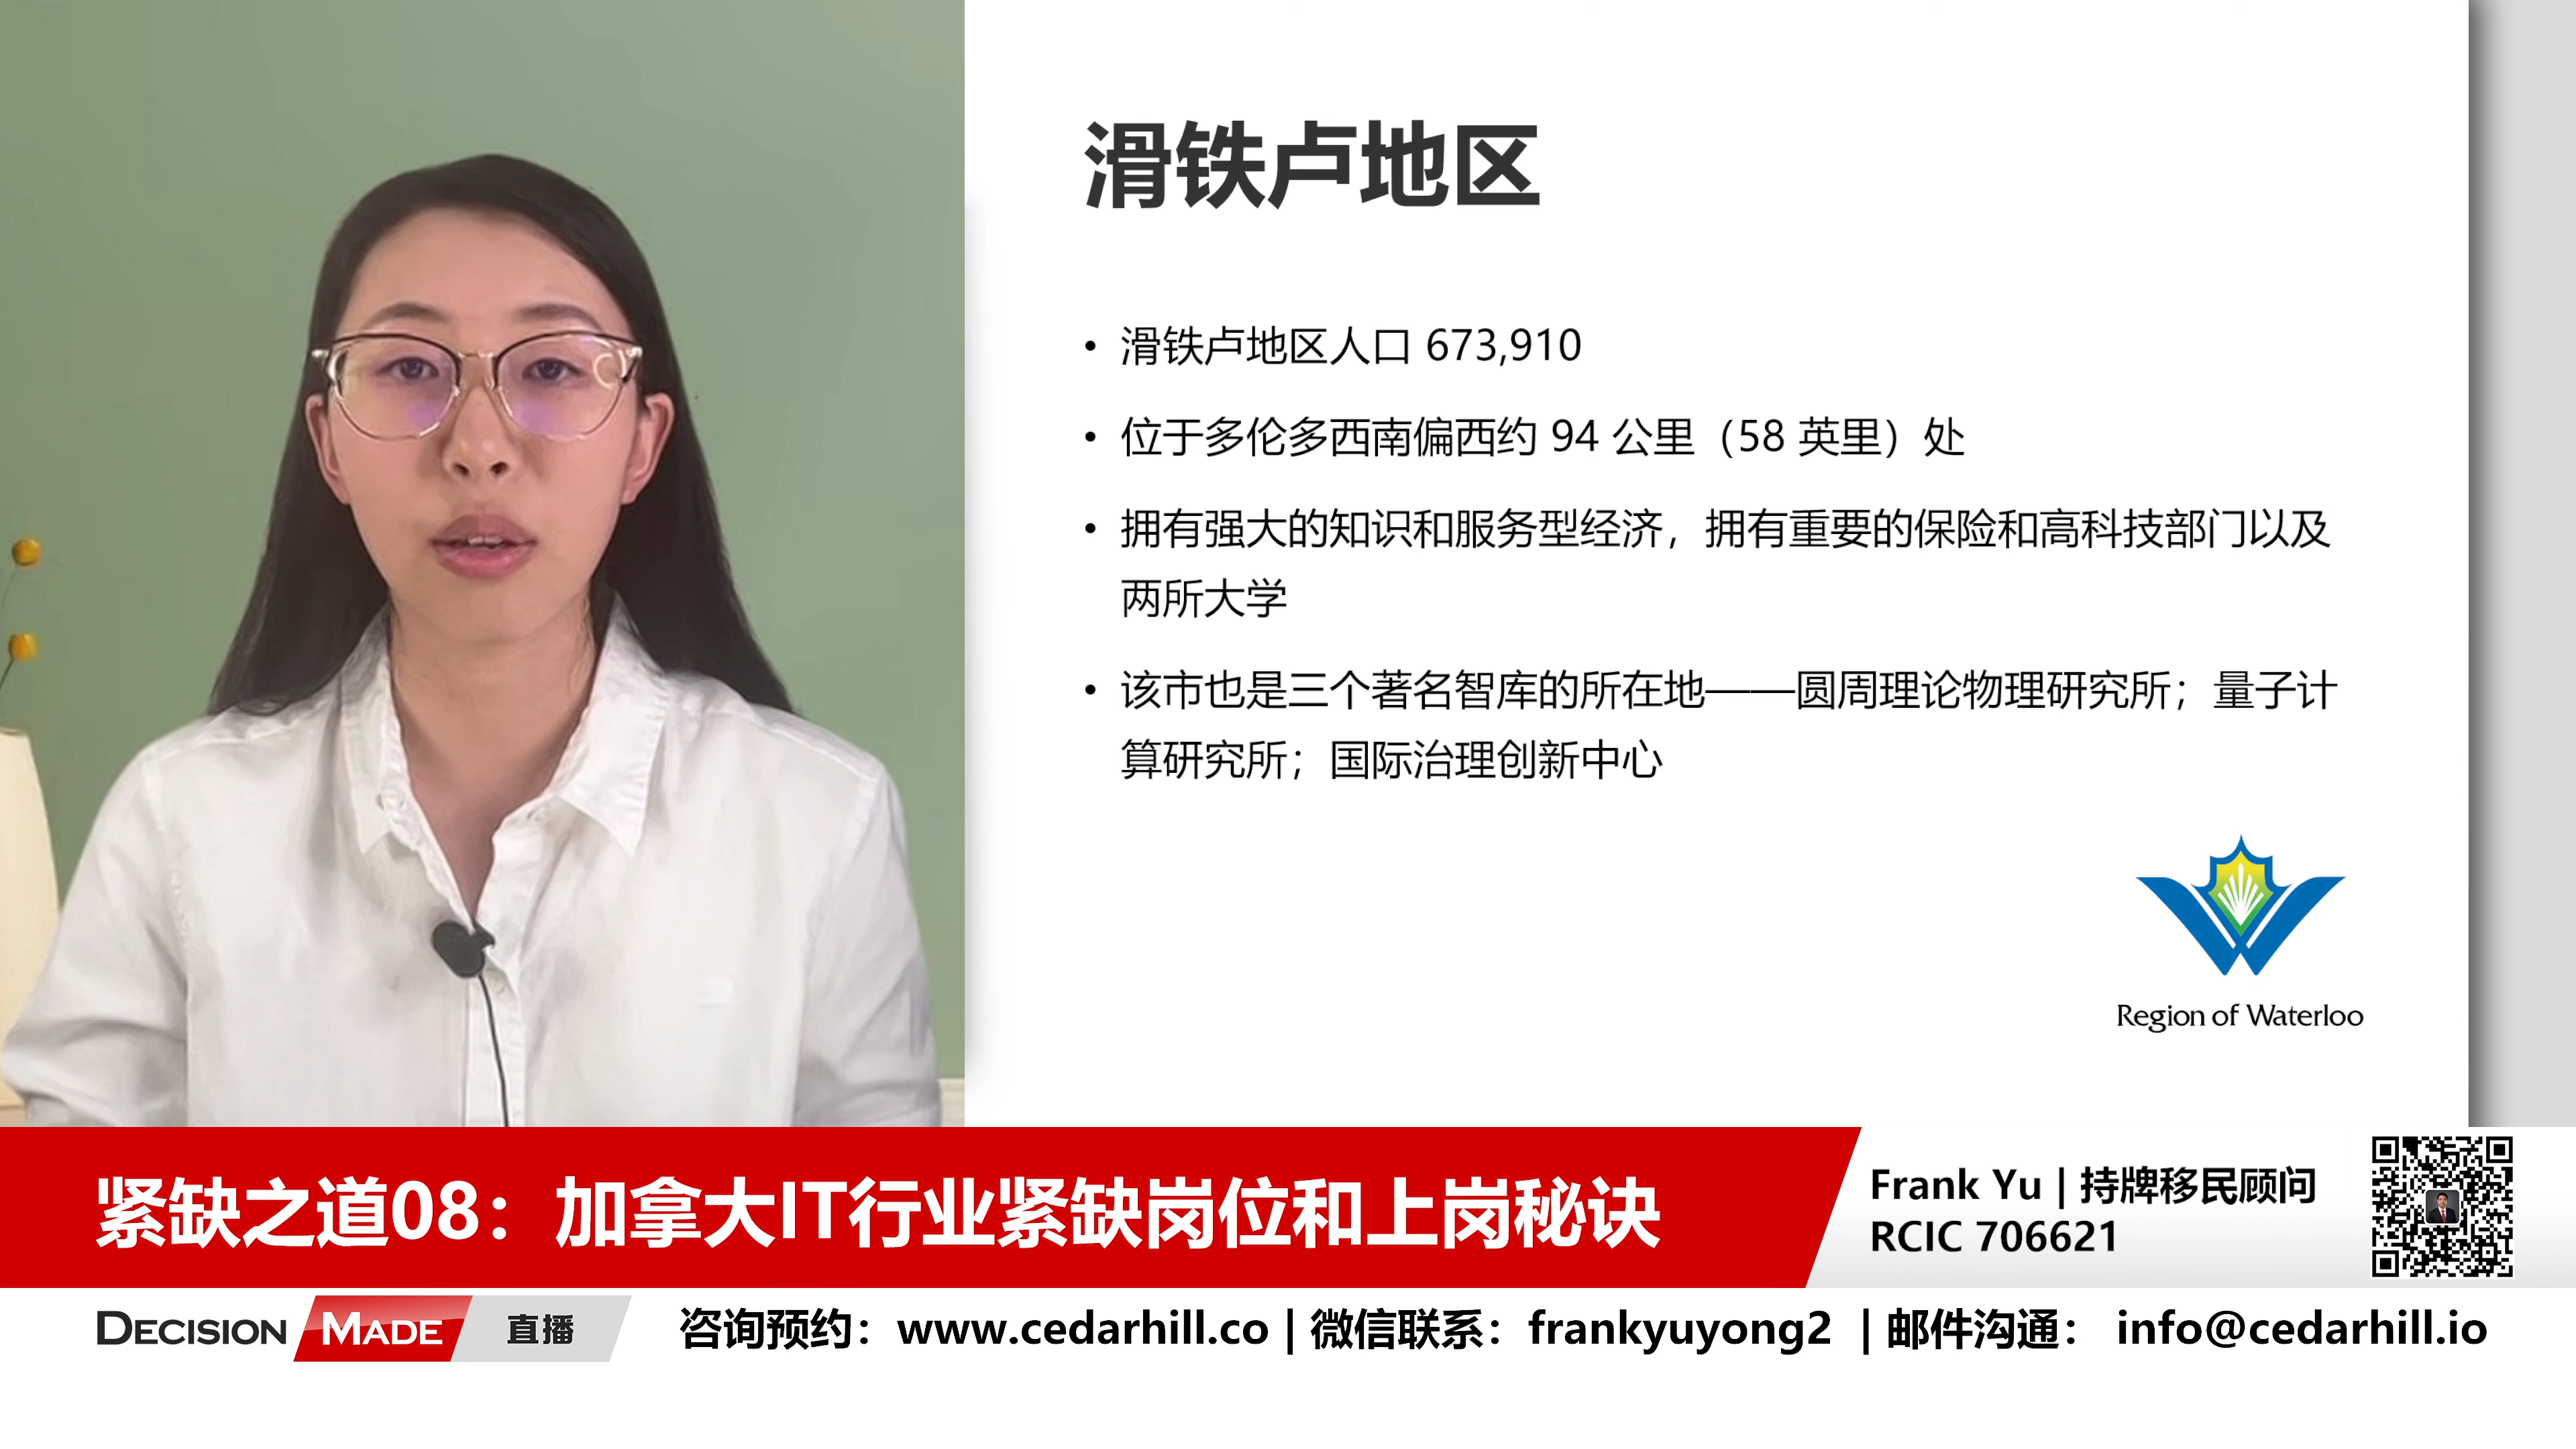 滑铁卢地区
• 滑铁卢地区人口 673,910
• 位于多伦多西南偏西约 94 公里（58 英里）处
• 拥有强大的知识和服务型经济，拥有重要的保险和高科技部门以及
两所大学
• 该市也是三个著名智库的所在地——圆周理论物理研究所；量子计
算研究所；国际治理创新中心
Region of Waterloo
紧缺之道08：加拿大IT行业紧缺岗位和上岗秘诀
Frank Yu | 持牌移民顾问
RCIC 706621
DECISION MADE 直播 咨询预约：www.cedarhill.co | 微信联系：frankyuyong2 | 邮件沟通： info@cedarhill.io